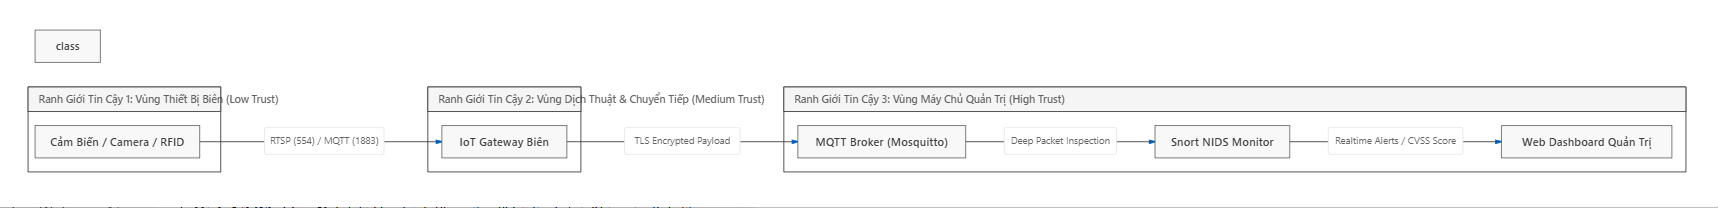 class
Ranh Giới Tin Cậy 1: Vùng Thiết Bị Biên (Low Trust)
Cảm Biến / Camera / RFID
RTSP (554) / MQTT (1883)
Ranh Giới Tin Cậy 2: Vùng Dịch Thuật & Chuyển Tiếp (Medium Trust)
IoT Gateway Biên
TLS Encrypted Payload
Ranh Giới Tin Cậy 3: Vùng Máy Chủ Quản Trị (High Trust)
MQTT Broker (Mosquitto)
Deep Packet Inspection
Snort NIDS Monitor
Realtime Alerts / CVSS Score
Web Dashboard Quản Trị